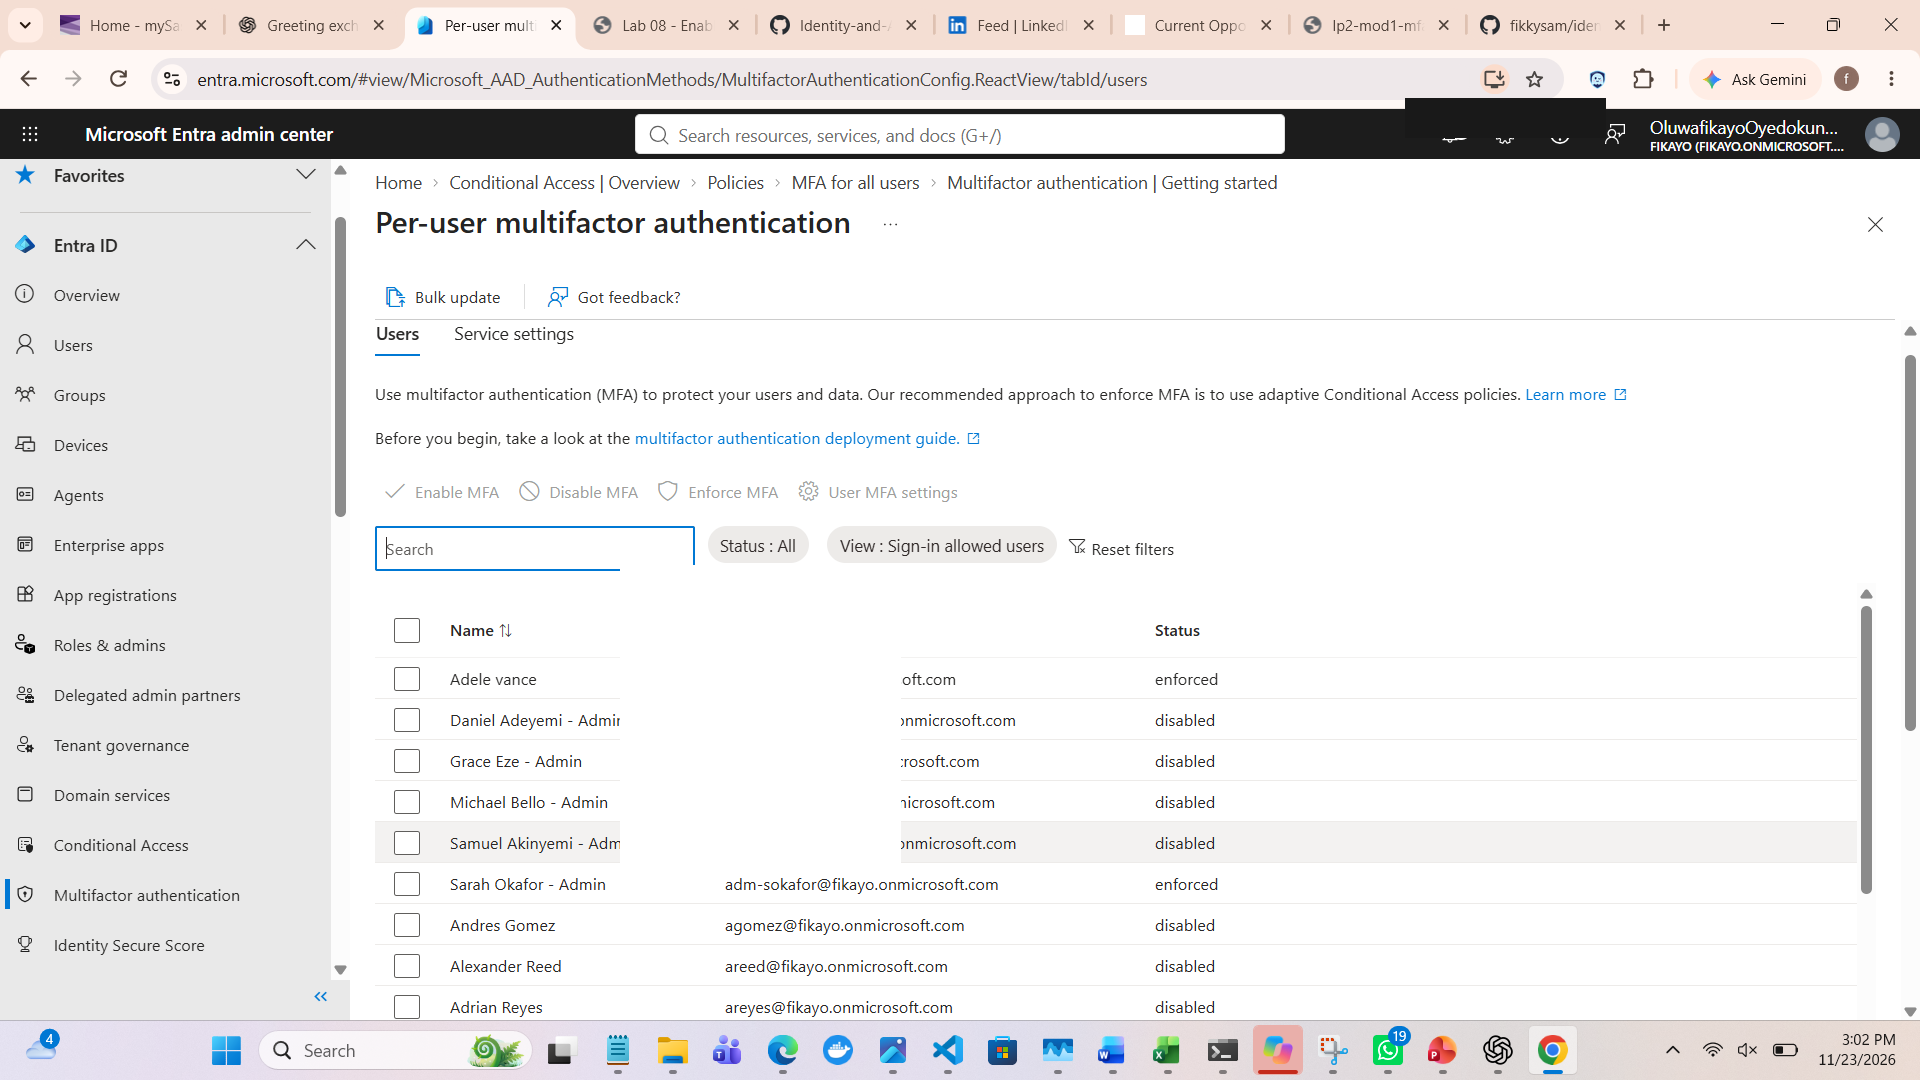 Home - mySa
Greeting exch
Per-user multi
Lab 08 - Enab
Identity-and-A
Feed | LinkedI
Current Oppo
lp2-mod1-mf
fikkysam/iden
entra.microsoft.com/#view/Microsoft_AAD_AuthenticationMethods/MultifactorAuthenticationConfig.ReactView/tabId/users
Ask Gemini
f
Microsoft Entra admin center
Search resources, services, and docs (G+/)
OluwafikayoOyedokun...
FIKAYO (FIKAYO.ONMICROSOFT....
Favorites
Entra ID
Overview
Users
Groups
Devices
Agents
Enterprise apps
App registrations
Roles & admins
Delegated admin partners
Tenant governance
Domain services
Conditional Access
Multifactor authentication
Identity Secure Score
Home > Conditional Access | Overview > Policies > MFA for all users > Multifactor authentication | Getting started
Per-user multifactor authentication ...
Bulk update
Got feedback?
Users
Service settings
Use multifactor authentication (MFA) to protect your users and data. Our recommended approach to enforce MFA is to use adaptive Conditional Access policies. Learn more
Before you begin, take a look at the multifactor authentication deployment guide.
Enable MFA
Disable MFA
Enforce MFA
User MFA settings
Search
Status : All
View : Sign-in allowed users
Reset filters
Name
Status
Adele vance oft.com enforced
Daniel Adeyemi - Admin onmicrosoft.com disabled
Grace Eze - Admin crosoft.com disabled
Michael Bello - Admin microsoft.com disabled
Samuel Akinyemi - Adm onmicrosoft.com disabled
Sarah Okafor - Admin adm-sokafor@fikayo.onmicrosoft.com enforced
Andres Gomez agomez@fikayo.onmicrosoft.com disabled
Alexander Reed areed@fikayo.onmicrosoft.com disabled
Adrian Reyes areyes@fikayo.onmicrosoft.com disabled
4
Search
19
3:02 PM
11/23/2026